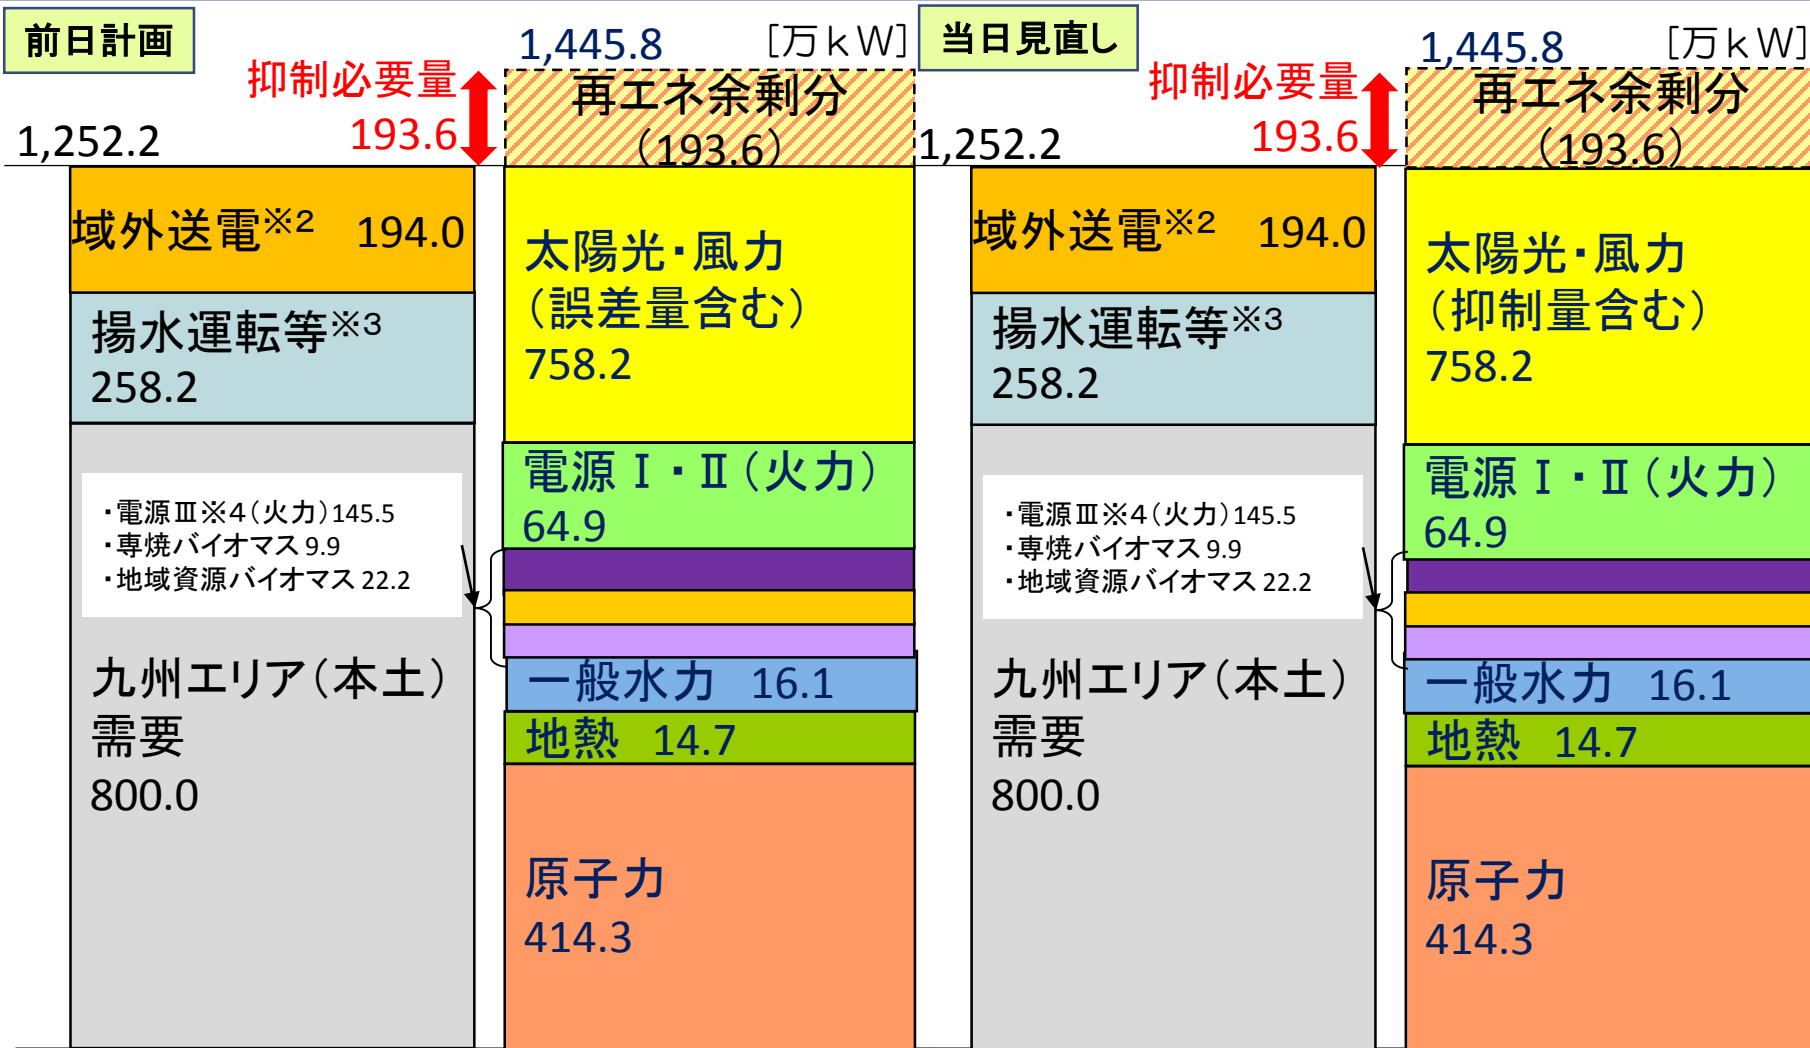 前日計画
1,445.8
[万kW]
抑制必要量
193.6
再エネ余剰分
(193.6)
1,252.2
域外送電※2 194.0
揚水運転等※3
258.2
・電源Ⅲ※4(火力)145.5
・専焼バイオマス 9.9
・地域資源バイオマス 22.2
九州エリア(本土)
需要
800.0
太陽光・風力
(誤差量含む)
758.2
電源Ⅰ・Ⅱ(火力)
64.9
一般水力 16.1
地熱 14.7
原子力
414.3
当日見直し
1,445.8
[万kW]
抑制必要量
193.6
再エネ余剰分
(193.6)
1,252.2
域外送電※2 194.0
揚水運転等※3
258.2
・電源Ⅲ※4(火力)145.5
・専焼バイオマス 9.9
・地域資源バイオマス 22.2
九州エリア(本土)
需要
800.0
太陽光・風力
(抑制量含む)
758.2
電源Ⅰ・Ⅱ(火力)
64.9
一般水力 16.1
地熱 14.7
原子力
414.3